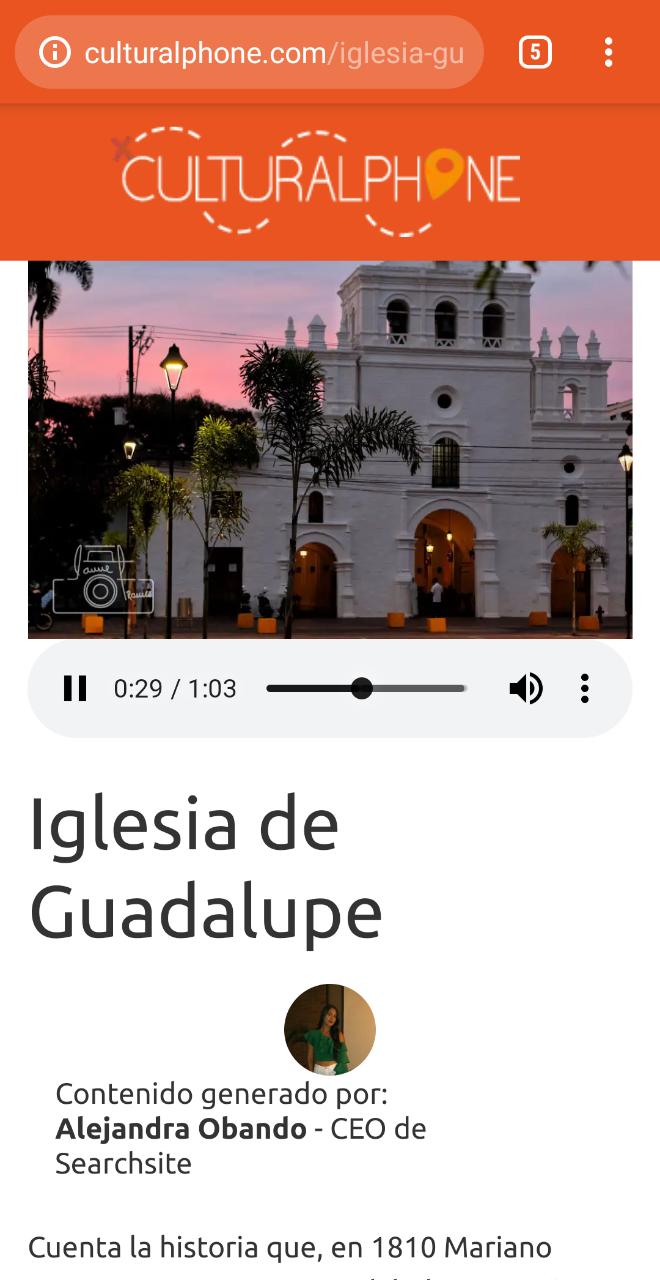 culturalphone.com/iglesia-gu
5
CULTURALPHONE
0:29 / 1:03
Iglesia de
Guadalupe
Contenido generado por:
Alejandra Obando - CEO de
Searchsite
Cuenta la historia que, en 1810 Mariano